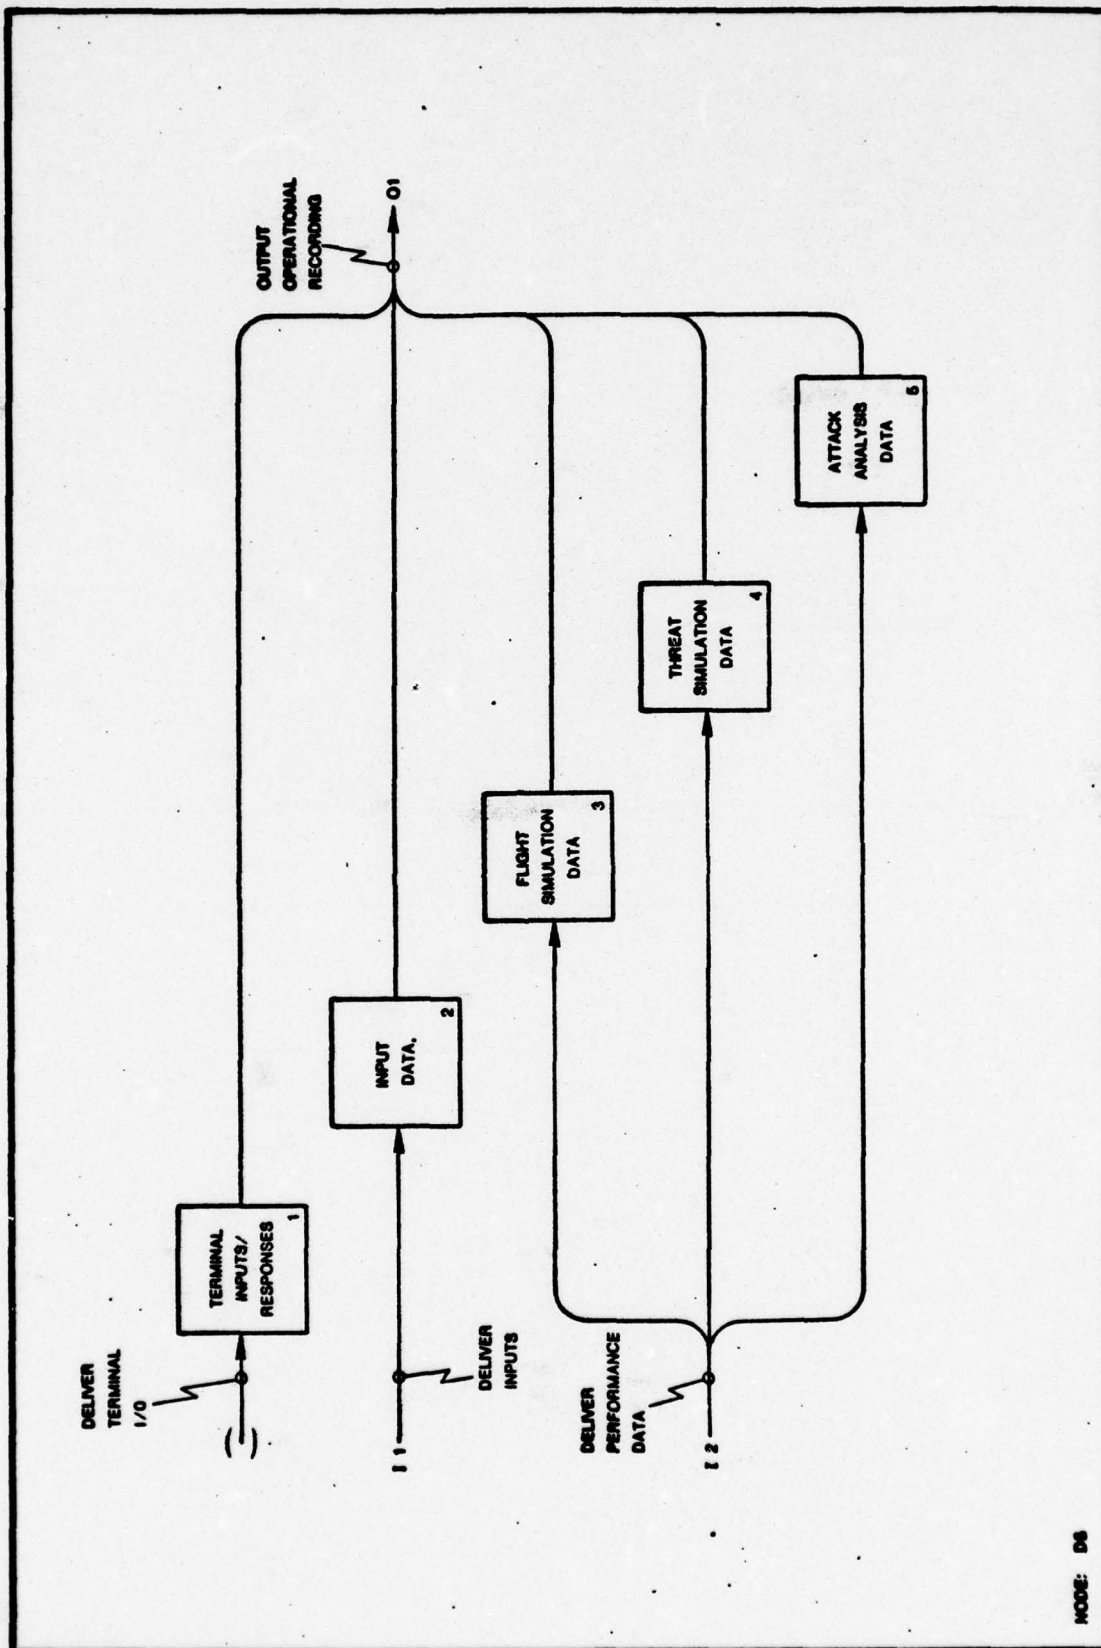 DELIVER
TERMINAL
I/O
TERMINAL
INPUTS/
RESPONSES
1
I 1
DELIVER
INPUTS
INPUT
DATA.
2
DELIVER
PERFORMANCE
DATA
I 2
FLIGHT
SIMULATION
DATA
3
THREAT
SIMULATION
DATA
4
ATTACK
ANALYSIS
DATA
5
OUTPUT
OPERATIONAL
RECORDING
O1
NODE: D6